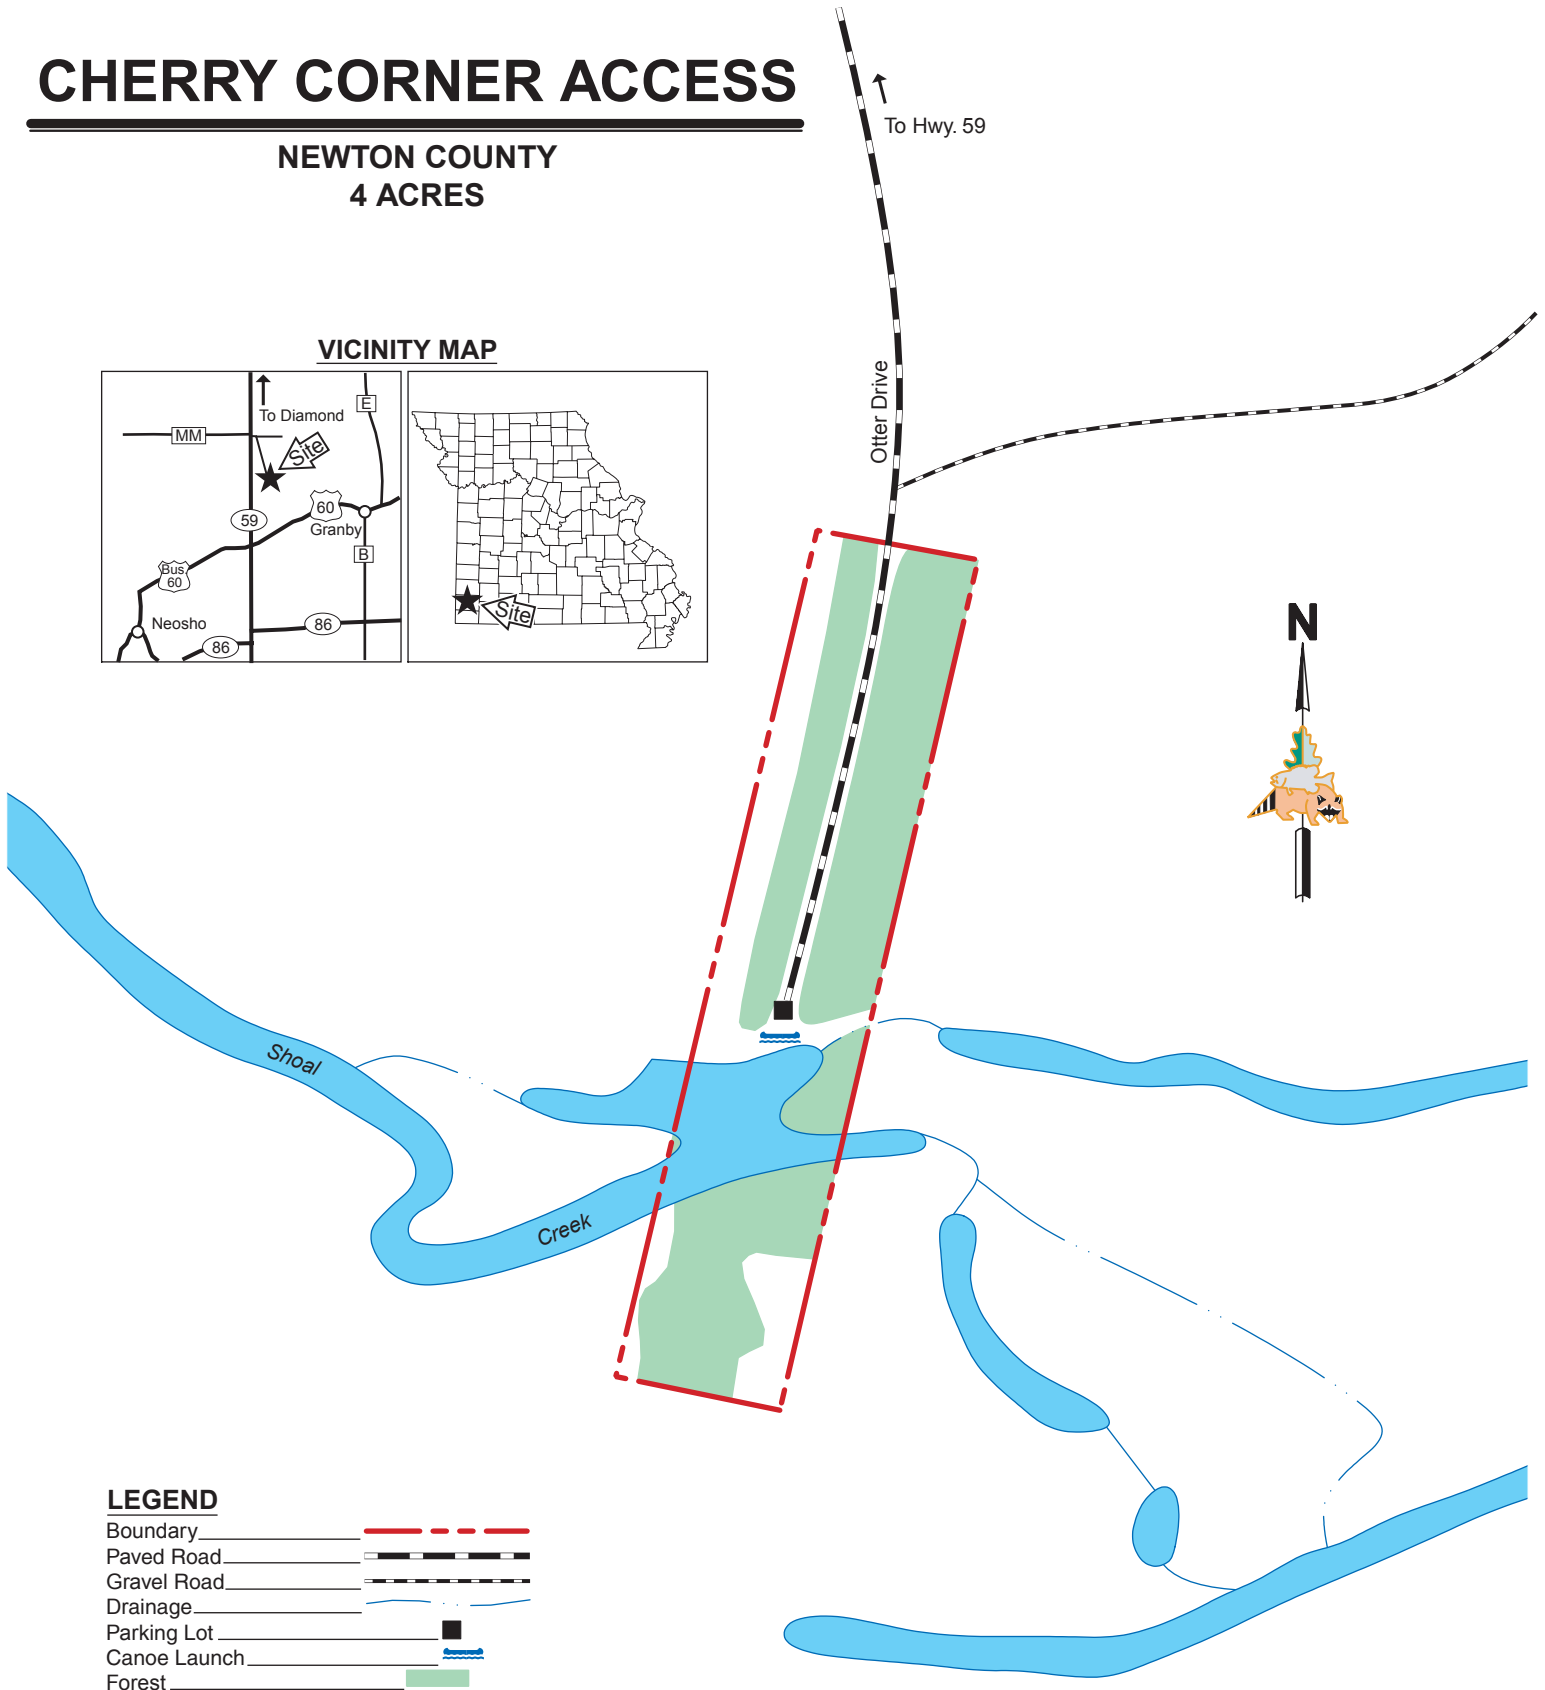 CHERRY CORNER ACCESS
NEWTON COUNTY
4 ACRES
To Hwy. 59
Otter Drive
VICINITY MAP
To Diamond
E
MM
Site
60
59
Granby
B
Bus
60
Neosho
86
86
Site
N
Shoal
Creek
LEGEND
Boundary
Paved Road
Gravel Road
Drainage
Parking Lot
Canoe Launch
Forest